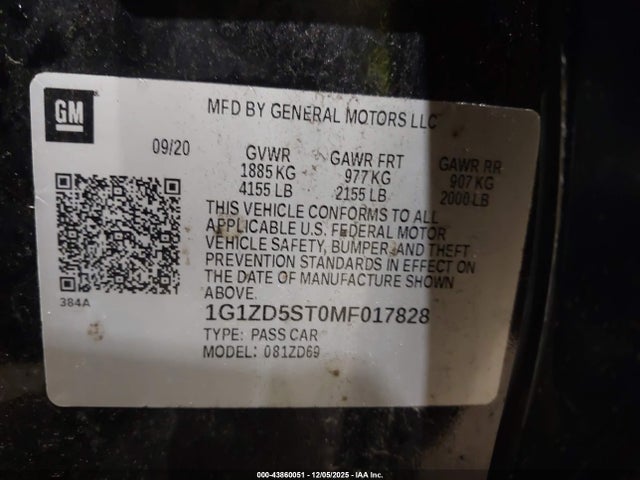 GM
MFD BY GENERAL MOTORS LLC
09/20
GVWR GAWR FRT GAWR RR
1885 KG 977 KG 907 KG
4155 LB 2155 LB 2000 LB
THIS VEHICLE CONFORMS TO ALL
APPLICABLE U.S. FEDERAL MOTOR
VEHICLE SAFETY, BUMPER, AND THEFT
PREVENTION STANDARDS IN EFFECT ON
THE DATE OF MANUFACTURE SHOWN
ABOVE.
384A
1G1ZD5ST0MF017828
TYPE: PASS CAR
MODEL: 081ZD69
000-43860051 - 12/05/2025 - IAA Inc.